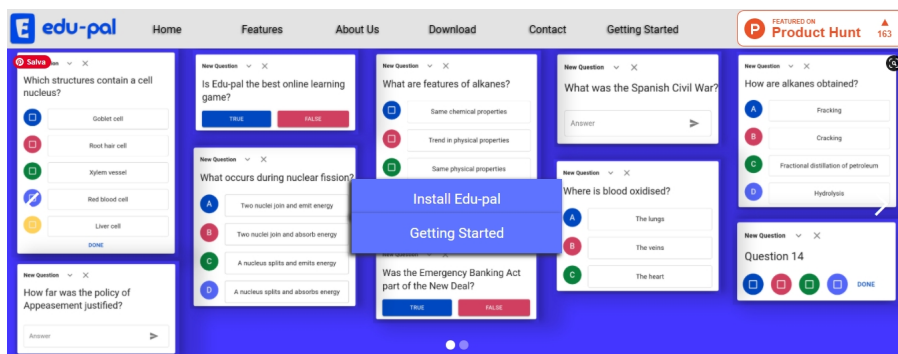 edu-pal
Home
Features
About Us
Download
Contact
Getting Started
FEATURED ON
Product Hunt
163
Salva
Question
Which structures contain a cell
nucleus?
Goblet cell
Root hair cell
Xylem vessel
Red blood cell
Liver cell
DONE
New Question
How far was the policy of
Appeasement justified?
Answer
New Question
Is Edu-pal the best online learning
game?
TRUE
FALSE
New Question
What occurs during nuclear fission?
A
Two nuclei join and emit energy
B
Two nuclei join and absorb energy
C
A nucleus splits and emits energy
D
A nucleus splits and absorbs energy
New Question
What are features of alkanes?
Same chemical properties
Trend in physical properties
Same physical properties
Install Edu-pal
Getting Started
Was the Emergency Banking Act
part of the New Deal?
TRUE
FALSE
New Question
What was the Spanish Civil War?
Answer
New Question
Where is blood oxidised?
A
The lungs
B
The veins
C
The heart
New Question
How are alkanes obtained?
A
Fracking
B
Cracking
C
Fractional distillation of petroleum
D
Hydrolysis
New Question
Question 14
DONE